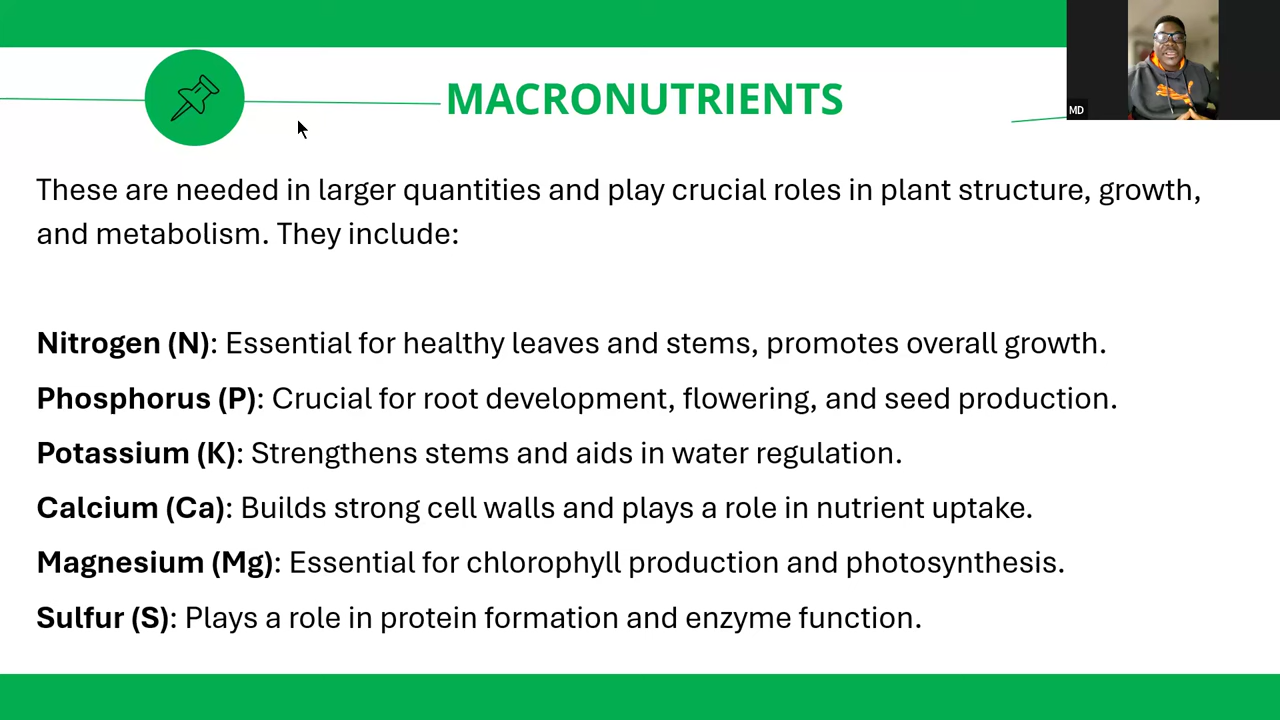 MACRONUTRIENTS
MD
These are needed in larger quantities and play crucial roles in plant structure, growth,
and metabolism. They include:
Nitrogen (N): Essential for healthy leaves and stems, promotes overall growth.
Phosphorus (P): Crucial for root development, flowering, and seed production.
Potassium (K): Strengthens stems and aids in water regulation.
Calcium (Ca): Builds strong cell walls and plays a role in nutrient uptake.
Magnesium (Mg): Essential for chlorophyll production and photosynthesis.
Sulfur (S): Plays a role in protein formation and enzyme function.